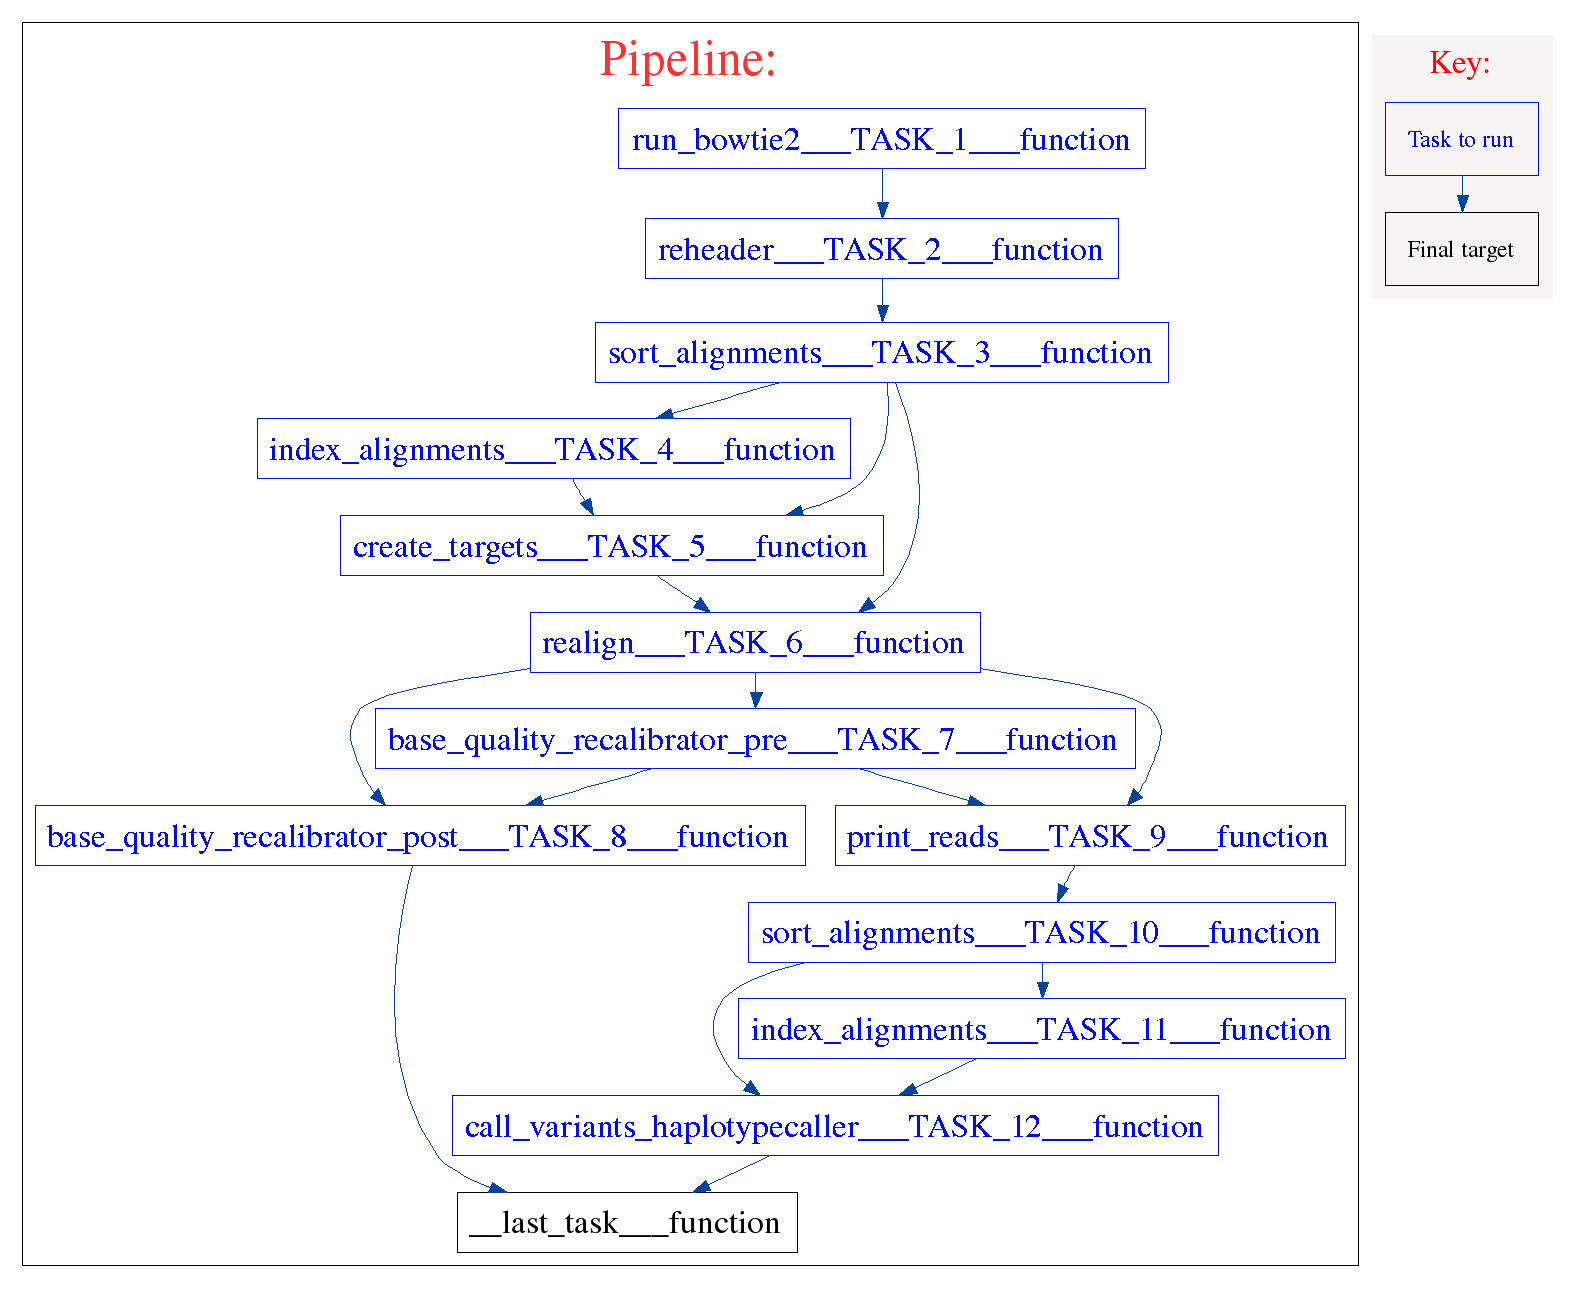 Pipeline:
run_bowtie2___TASK_1___function
reheader___TASK_2___function
sort_alignments___TASK_3___function
index_alignments___TASK_4___function
create_targets___TASK_5___function
realign___TASK_6___function
base_quality_recalibrator_pre___TASK_7___function
base_quality_recalibrator_post___TASK_8___function
print_reads___TASK_9___function
sort_alignments___TASK_10___function
index_alignments___TASK_11___function
call_variants_haplotypecaller___TASK_12___function
__last_task___function
Key:
Task to run
Final target